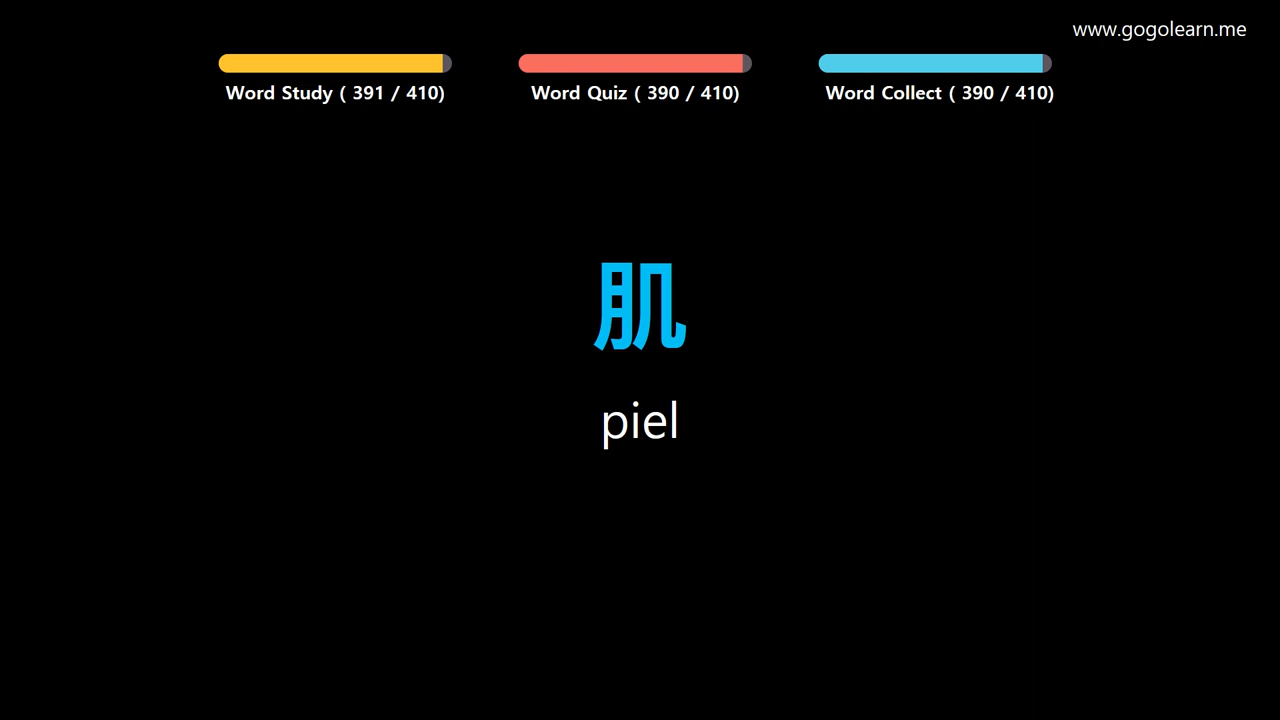 www.gogolearn.me
Word Study ( 391 / 410)
Word Quiz ( 390 / 410)
Word Collect ( 390 / 410)
肌
piel